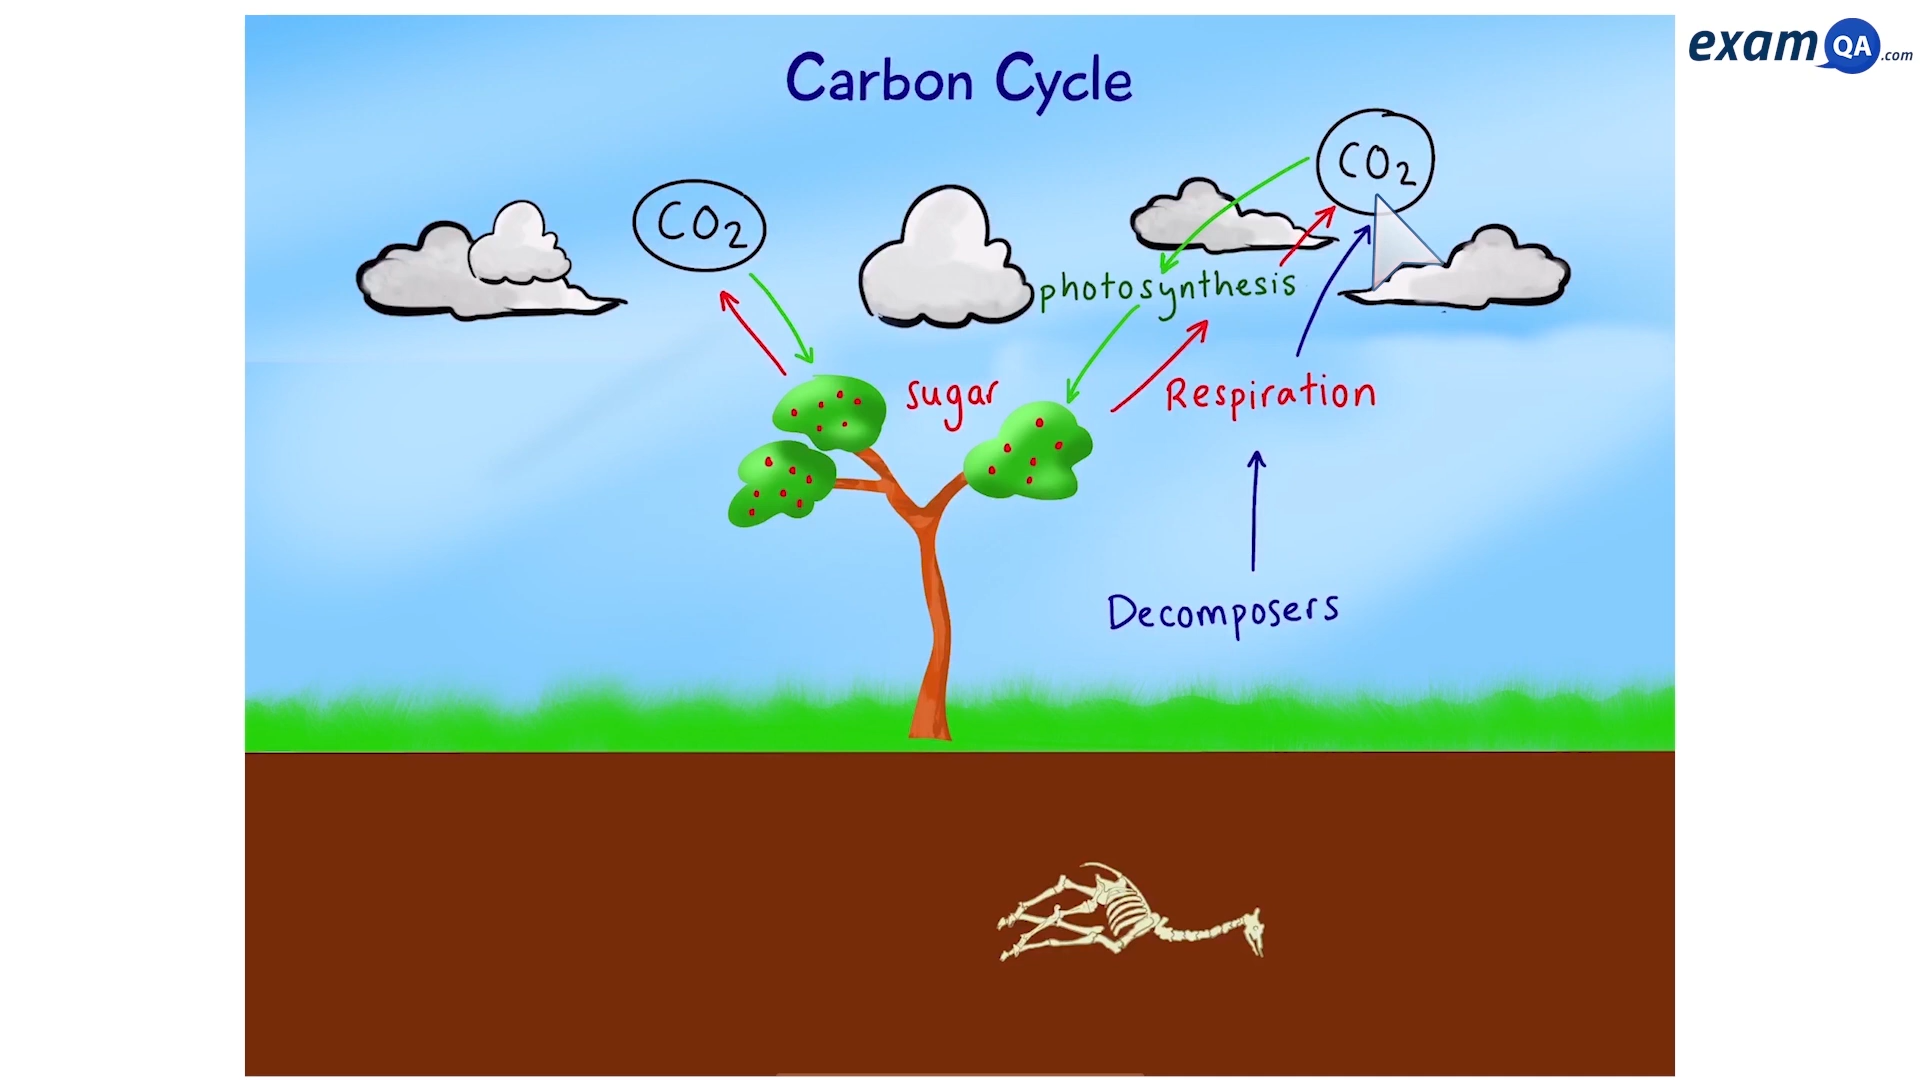 examQA.com
Carbon Cycle
CO2
CO2
photosynthesis
sugar
Respiration
Decomposers